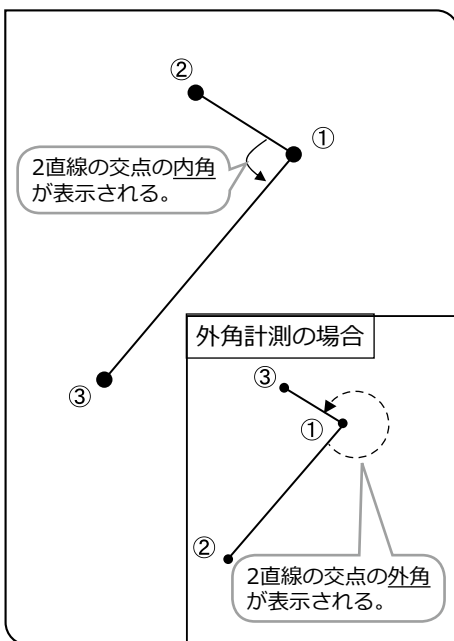 ②
①
2直線の交点の内角
が表示される。
③
外角計測の場合
③
①
②
2直線の交点の外角
が表示される。